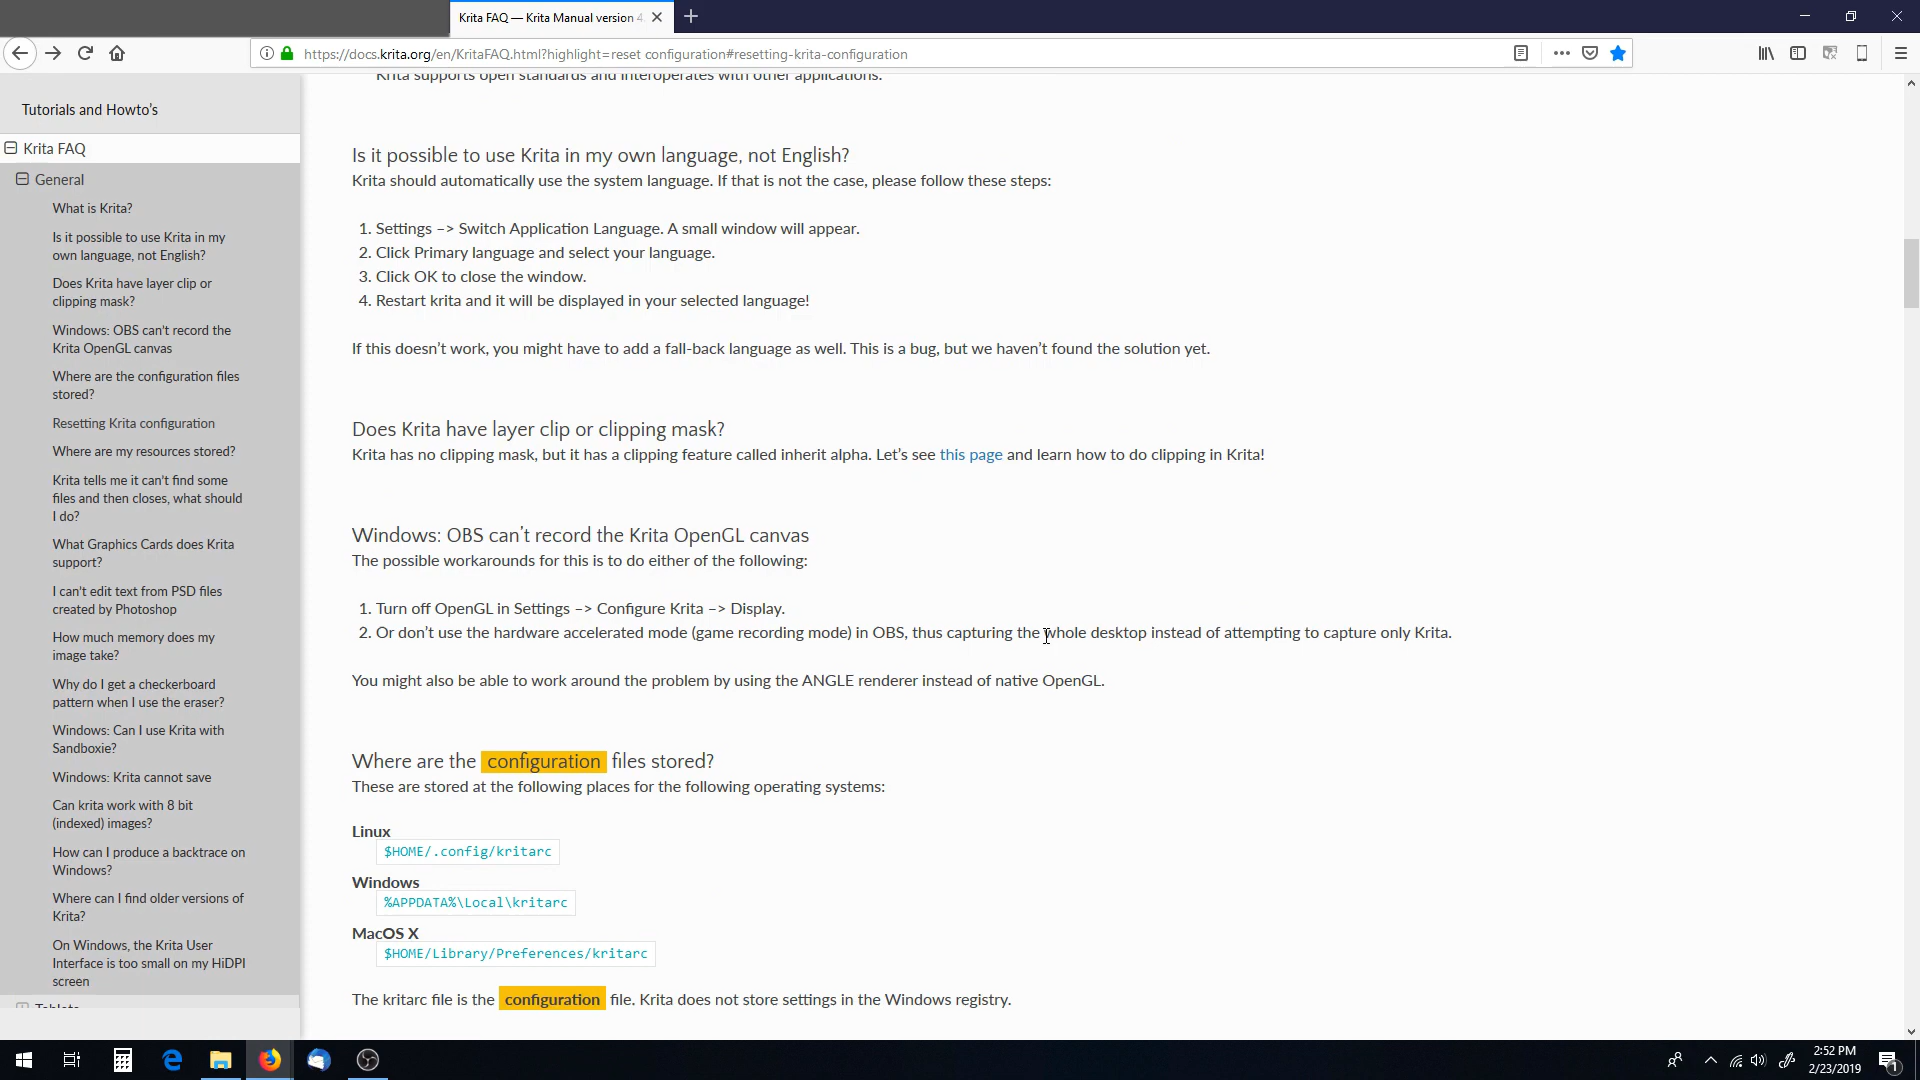 Krita FAQ — Krita Manual version 4
https://docs.krita.org/en/KritaFAQ.html?highlight=reset configuration#resetting-krita-configuration
Tutorials and Howto's
Krita FAQ
General
What is Krita?
Is it possible to use Krita in my
own language, not English?
Does Krita have layer clip or
clipping mask?
Windows: OBS can't record the
Krita OpenGL canvas
Where are the configuration files
stored?
Resetting Krita configuration
Where are my resources stored?
Krita tells me it can't find some
files and then closes, what should
I do?
What Graphics Cards does Krita
support?
I can't edit text from PSD files
created by Photoshop
How much memory does my
image take?
Why do I get a checkerboard
pattern when I use the eraser?
Windows: Can I use Krita with
Sandboxie?
Windows: Krita cannot save
Can krita work with 8 bit
(indexed) images?
How can I produce a backtrace on
Windows?
Where can I find older versions of
Krita?
On Windows, the Krita User
Interface is too small on my HiDPI
screen
Tablets
Krita supports open standards and interoperates with other applications.
Is it possible to use Krita in my own language, not English?
Krita should automatically use the system language. If that is not the case, please follow these steps:
1. Settings –> Switch Application Language. A small window will appear.
2. Click Primary language and select your language.
3. Click OK to close the window.
4. Restart krita and it will be displayed in your selected language!
If this doesn't work, you might have to add a fall-back language as well. This is a bug, but we haven't found the solution yet.
Does Krita have layer clip or clipping mask?
Krita has no clipping mask, but it has a clipping feature called inherit alpha. Let's see this page and learn how to do clipping in Krita!
Windows: OBS can't record the Krita OpenGL canvas
The possible workarounds for this is to do either of the following:
1. Turn off OpenGL in Settings –> Configure Krita –> Display.
2. Or don't use the hardware accelerated mode (game recording mode) in OBS, thus capturing the whole desktop instead of attempting to capture only Krita.
You might also be able to work around the problem by using the ANGLE renderer instead of native OpenGL.
Where are the configuration files stored?
These are stored at the following places for the following operating systems:
Linux
$HOME/.config/kritarc
Windows
%APPDATA%\Local\kritarc
MacOS X
$HOME/Library/Preferences/kritarc
The kritarc file is the configuration file. Krita does not store settings in the Windows registry.
2:52 PM
2/23/2019
1